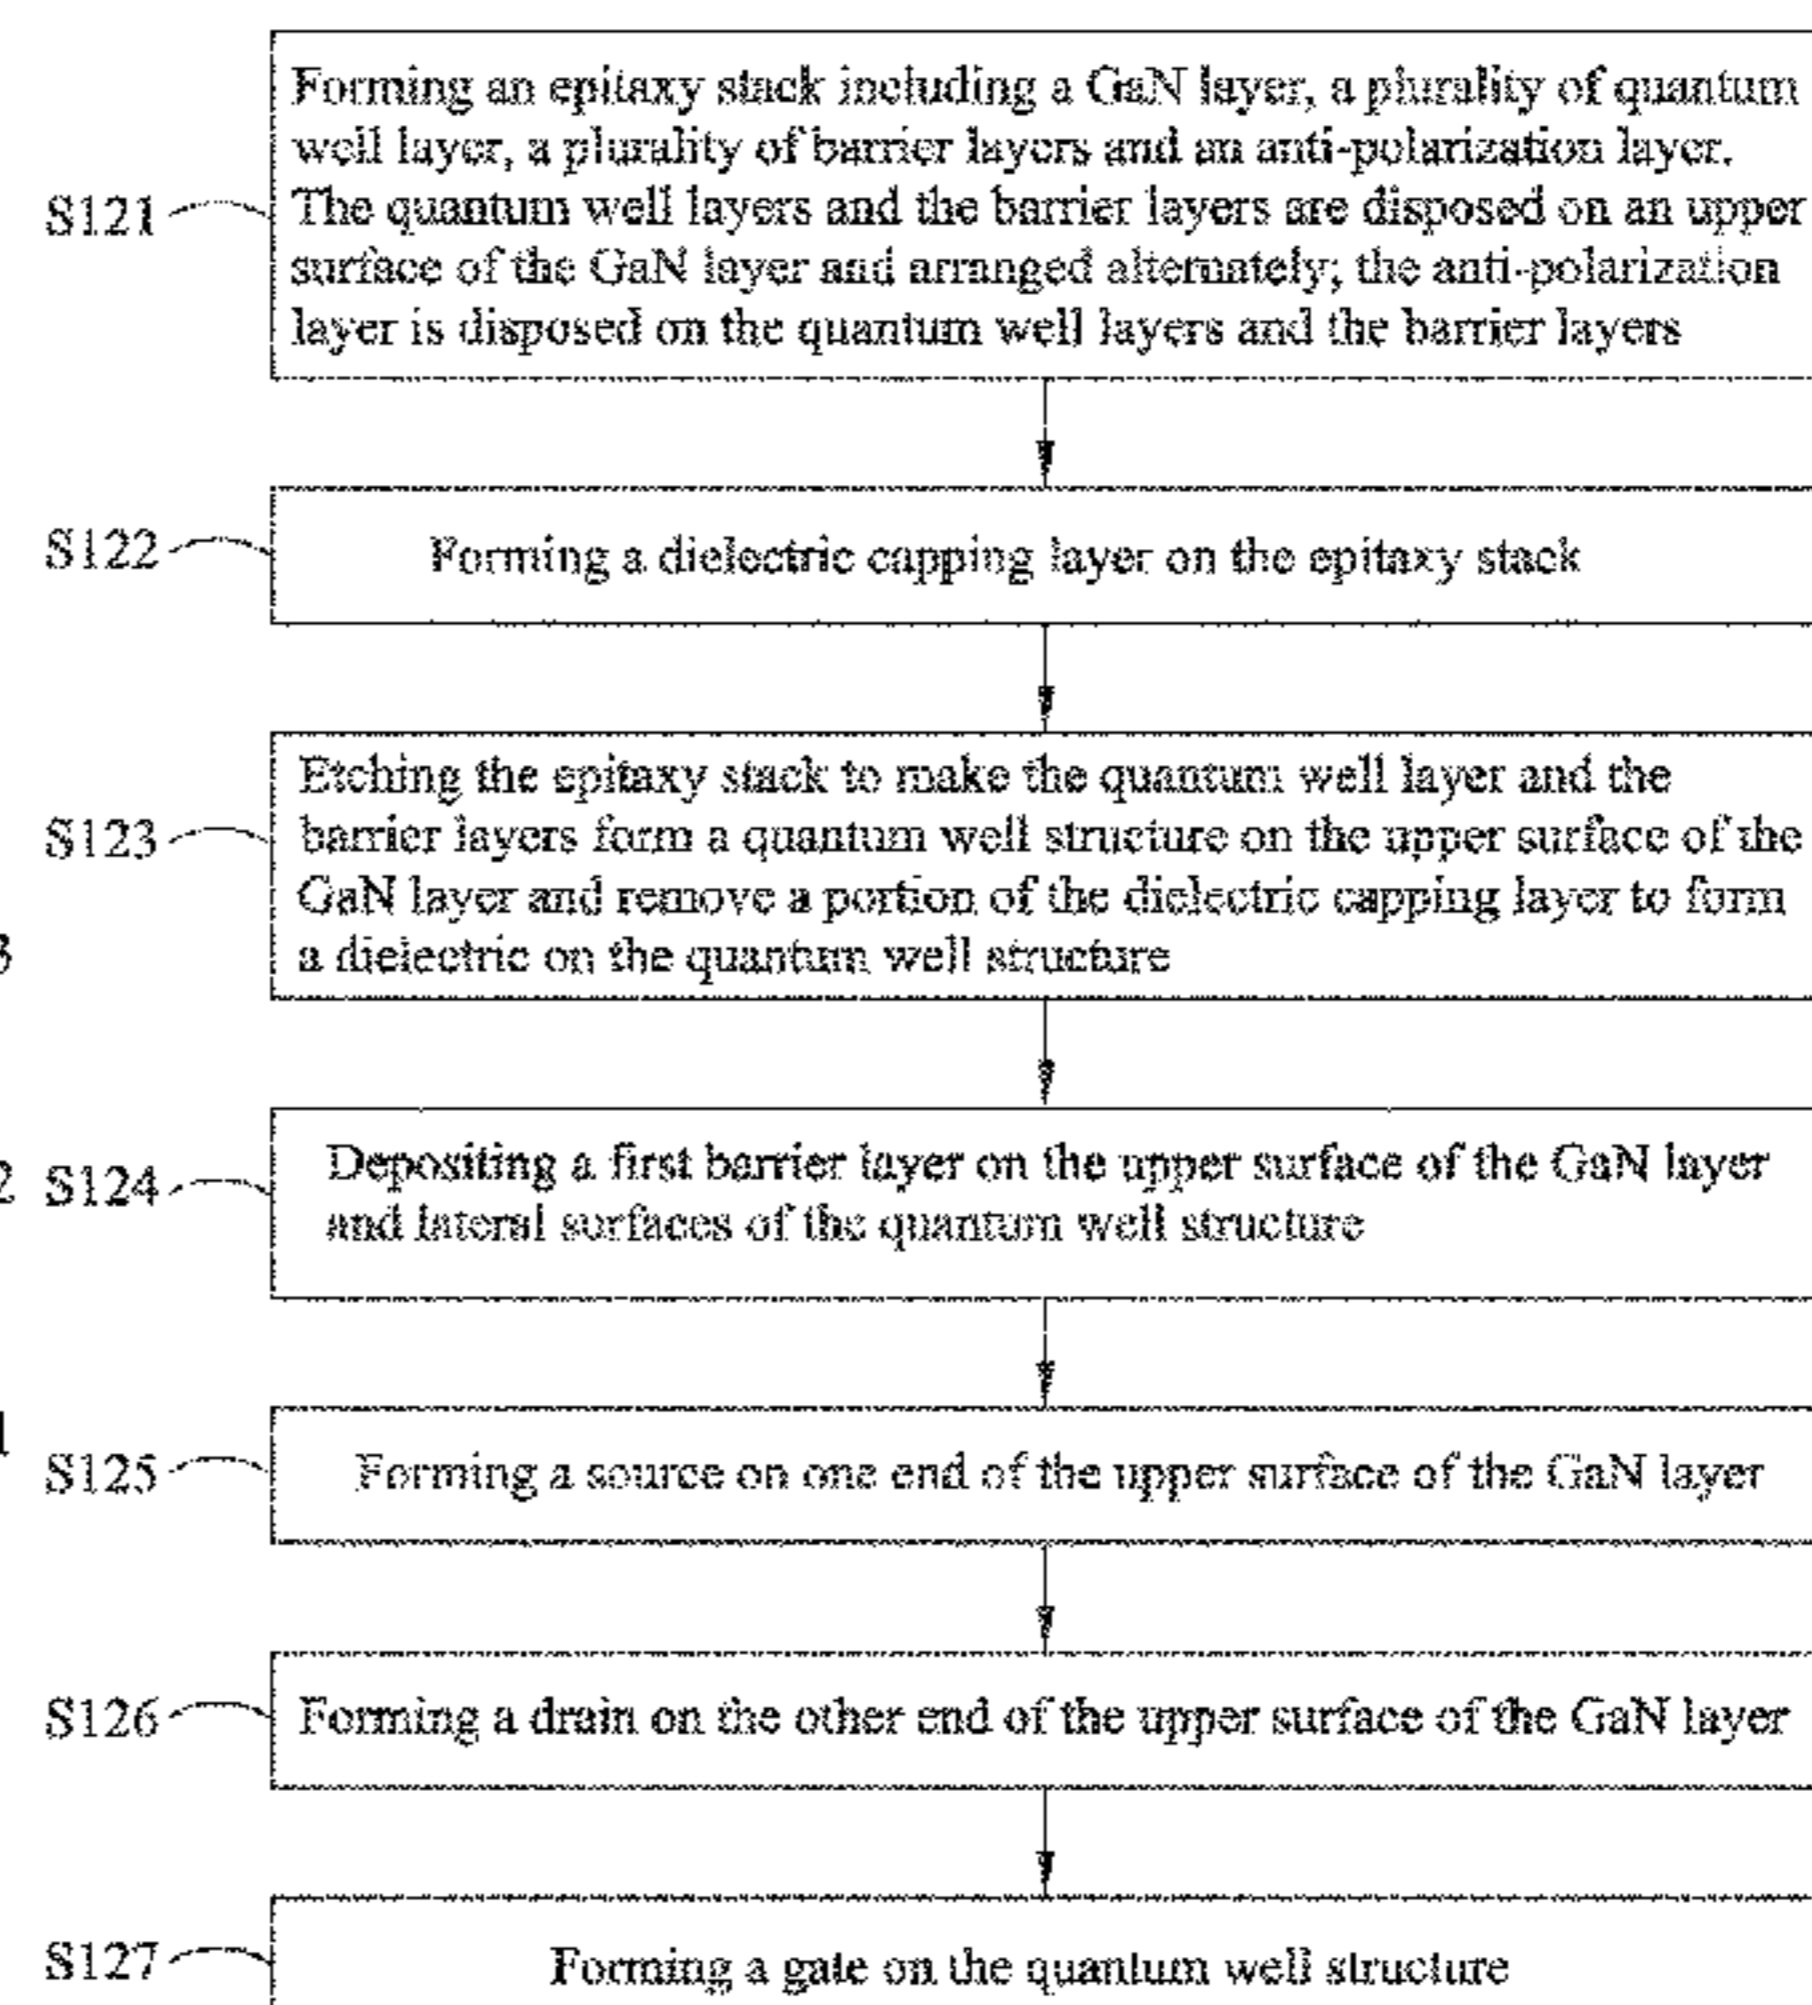 Forming an epitaxy stack including a GaN layer, a plurality of quantum
well layer, a plurality of barrier layers and an anti-polarization layer.
S121 The quantum well layers and the barrier layers are disposed on an upper
surface of the GaN layer and arranged alternately; the anti-polarization
layer is disposed on the quantum well layers and the barrier layers
S122 Forming a dielectric capping layer on the epitaxy stack
Etching the epitaxy stack to make the quantum well layer and the
S123 barrier layers form a quantum well structure on the upper surface of the
GaN layer and remove a portion of the dielectric capping layer to form
a dielectric on the quantum well structure
Depositing a first barrier layer on the upper surface of the GaN layer
S124 and lateral surfaces of the quantum well structure
S125 Forming a source on one end of the upper surface of the GaN layer
S126 Forming a drain on the other end of the upper surface of the GaN layer
S127 Forming a gate on the quantum well structure